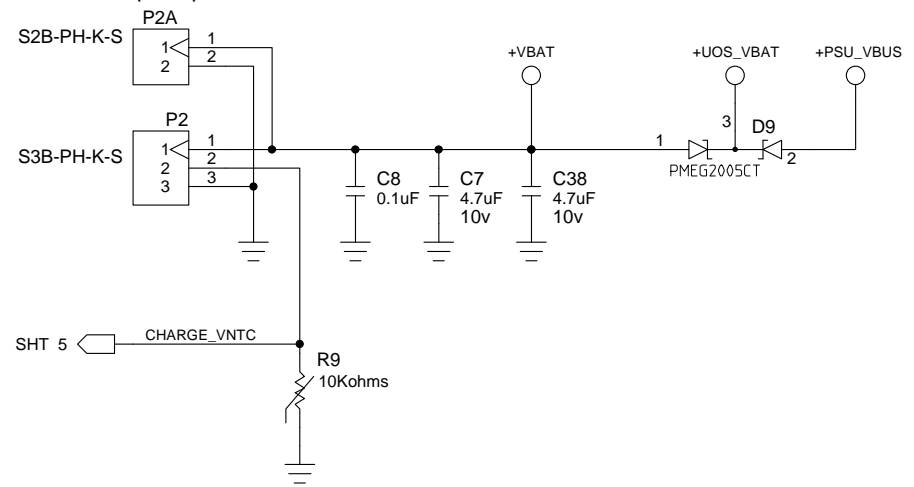 P2A
S2B-PH-K-S
1
2
1
2
+VBAT
+UOS_VBAT
+PSU_VBUS
P2
S3B-PH-K-S
1
2
3
1
2
3
1
3
D9
2
PMEG2005CT
C8
0.1uF
C7
4.7uF
10v
C38
4.7uF
10v
SHT 5
CHARGE_VNTC
R9
10Kohms